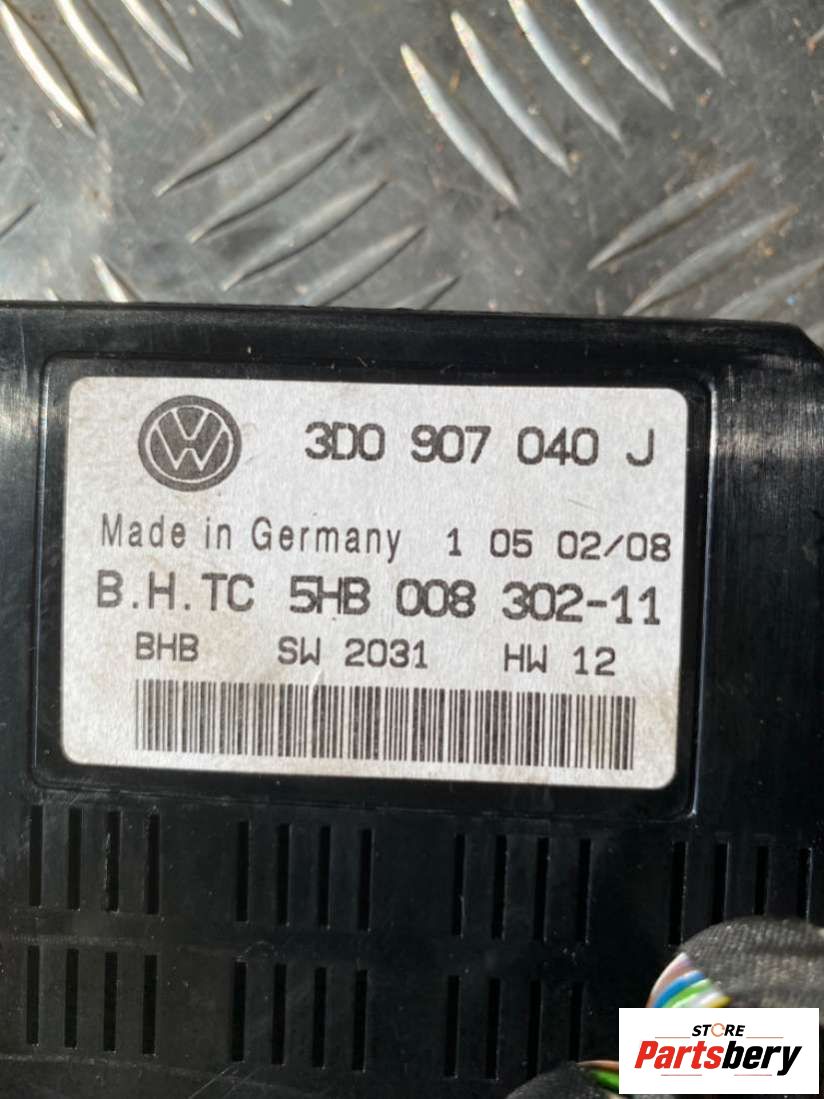 3D0 907 040 J
Made in Germany 1 05 02/08
B.H.TC 5HB 008 302-11
BHB SW 2031 HW 12
STORE
Partsbery